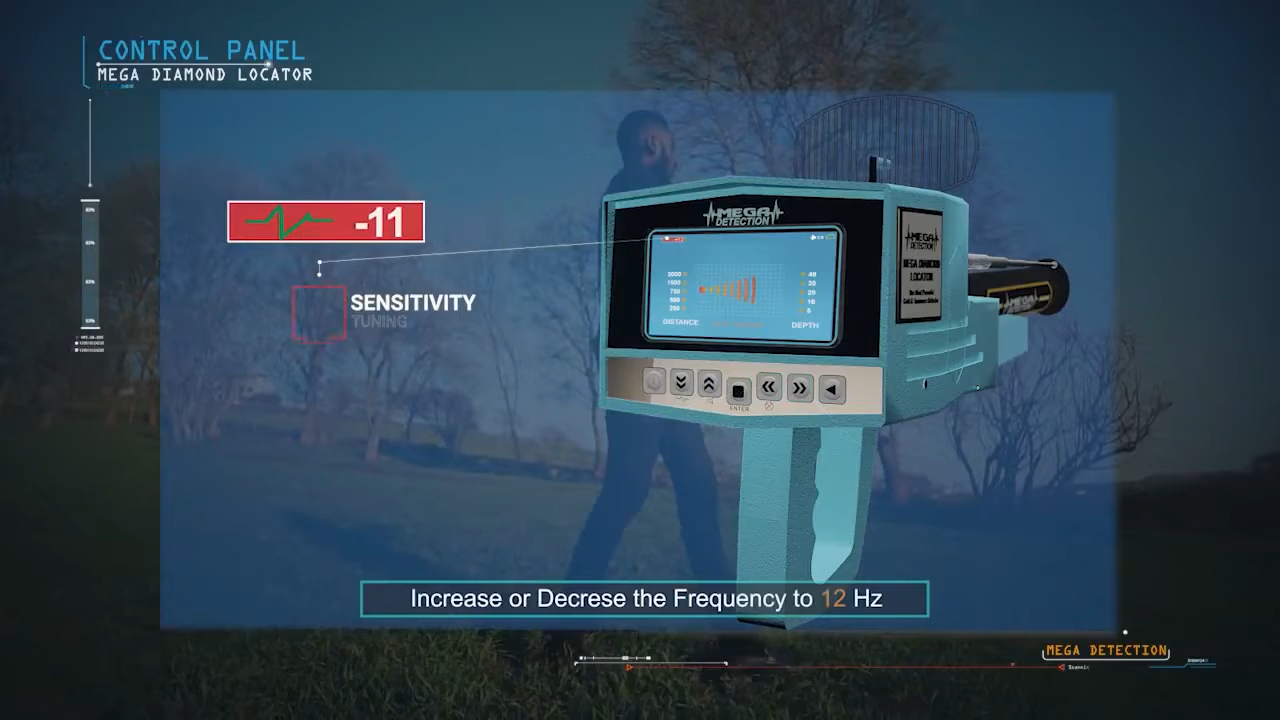 CONTROL PANEL
MEGA DIAMOND LOCATOR
-11
SENSITIVITY
TUNING
MEGA
DETECTION
2000
1500
750
500
250
DISTANCE
40
30
20
10
5
DEPTH
ENTER
MEGA
DETECTION
MEGA DIAMOND
LOCATOR
MEGA
Increase or Decrese the Frequency to 12 Hz
MEGA DETECTION